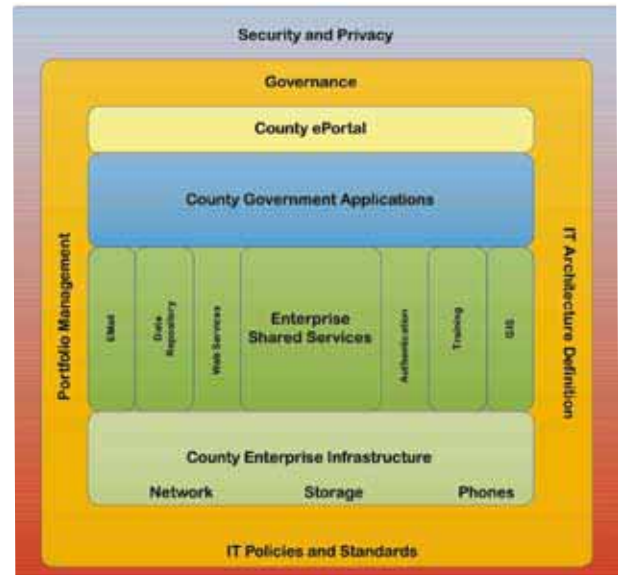 Security and Privacy
Governance
County ePortal
County Government Applications
Portfolio Management
EMail
Data
Repository
Web Services
Enterprise
Shared Services
Authentication
Training
GIS
IT Architecture Definition
County Enterprise Infrastructure
Network Storage Phones
IT Policies and Standards